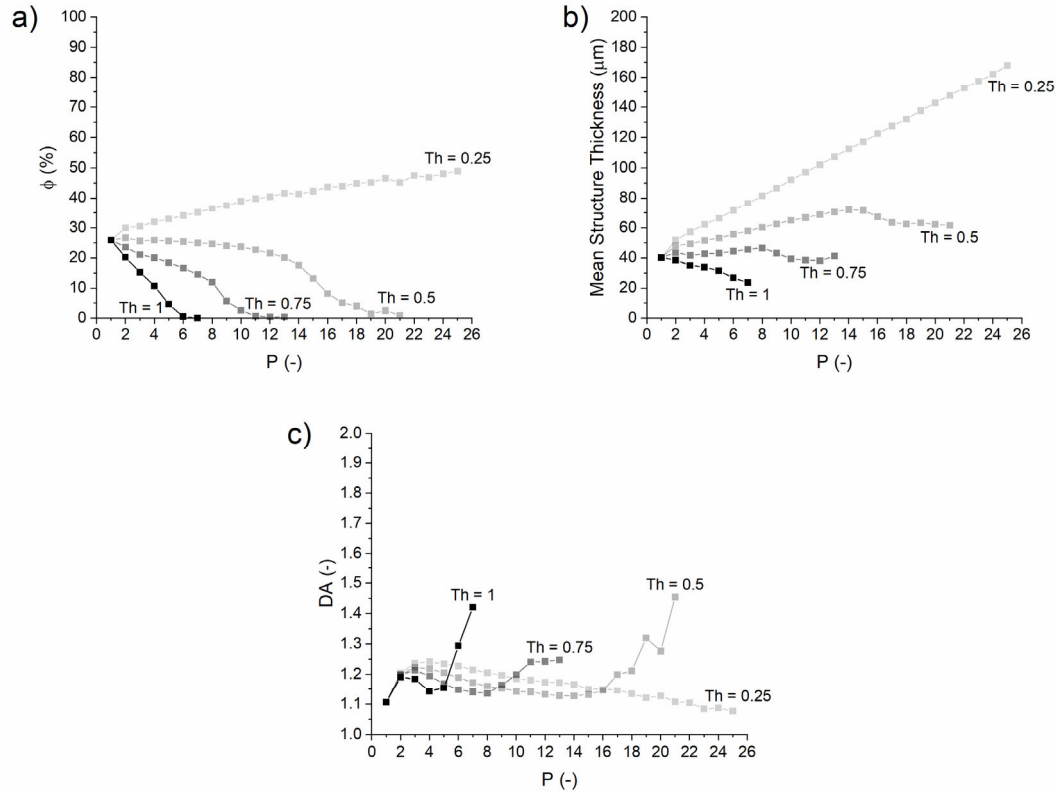 a)
100
90
80
70
60
50
40
30
20
10
0
ϕ (%)
Th = 0.25
Th = 0.5
Th = 0.75
Th = 1
0 2 4 6 8 10 12 14 16 18 20 22 24 26
P (-)
b)
200
180
160
140
120
100
80
60
40
20
0
Mean Structure Thickness (μm)
Th = 0.25
Th = 0.5
Th = 0.75
Th = 1
0 2 4 6 8 10 12 14 16 18 20 22 24 26
P (-)
c)
2.0
1.9
1.8
1.7
1.6
1.5
1.4
1.3
1.2
1.1
1.0
DA (-)
Th = 1
Th = 0.5
Th = 0.75
Th = 0.25
0 2 4 6 8 10 12 14 16 18 20 22 24 26
P (-)